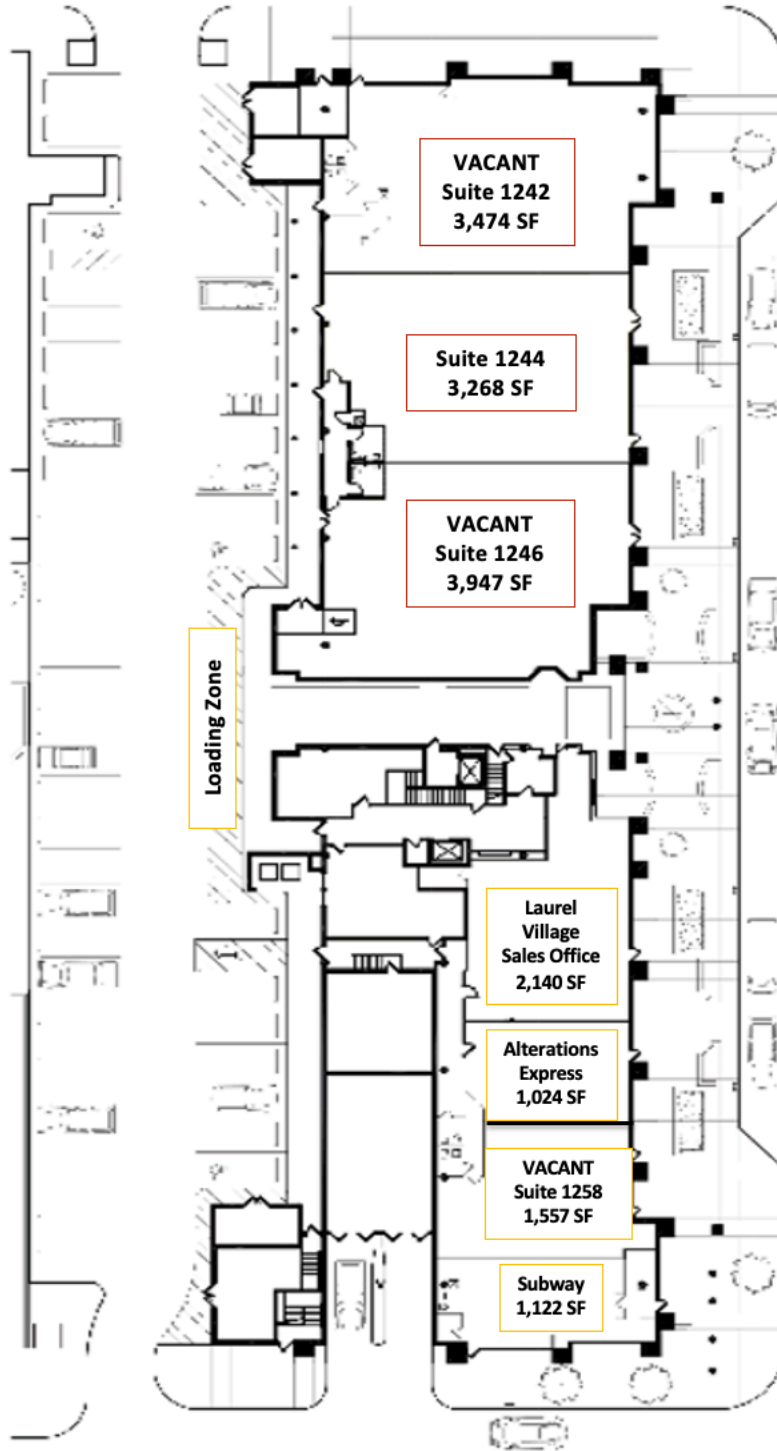 VACANT
Suite 1242
3,474 SF
Suite 1244
3,268 SF
VACANT
Suite 1246
3,947 SF
Loading Zone
Laurel
Village
Sales Office
2,140 SF
Alterations
Express
1,024 SF
VACANT
Suite 1258
1,557 SF
Subway
1,122 SF